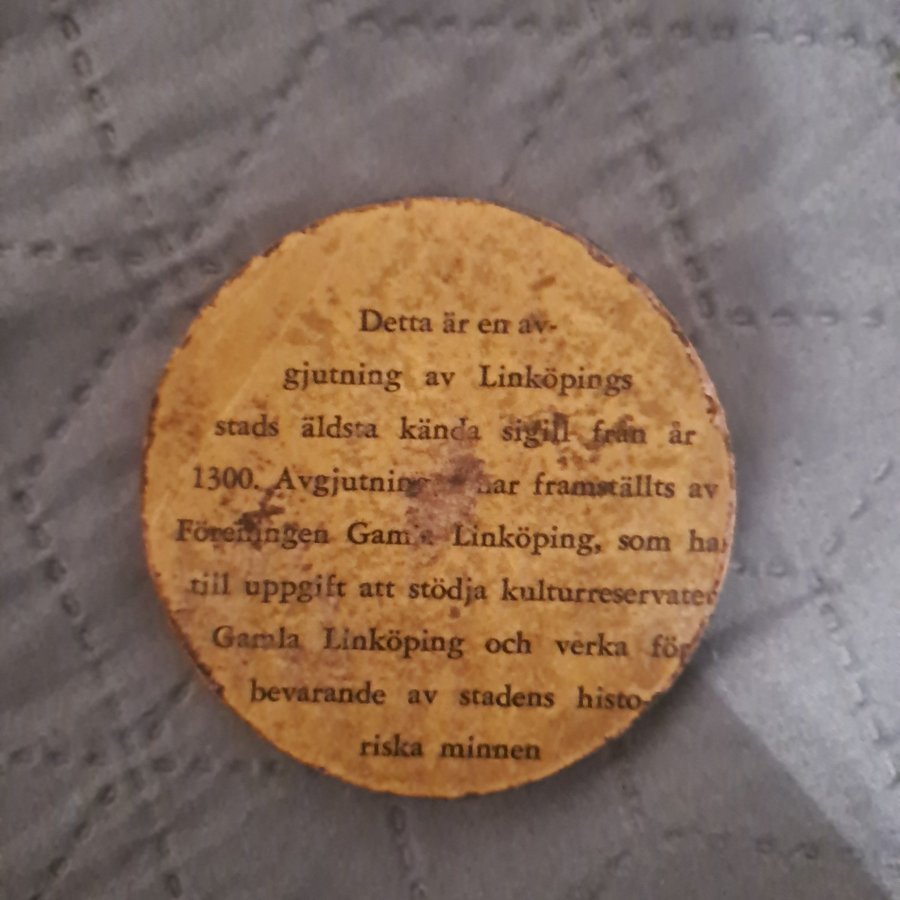 Detta är en av-
gjutning av Linköpings
stads äldsta kända sigill från år
1300. Avgjutningen har framställts av
Föreningen Gamla Linköping, som har
till uppgift att stödja kulturreservatet
Gamla Linköping och verka för
bevarande av stadens histo-
riska minnen